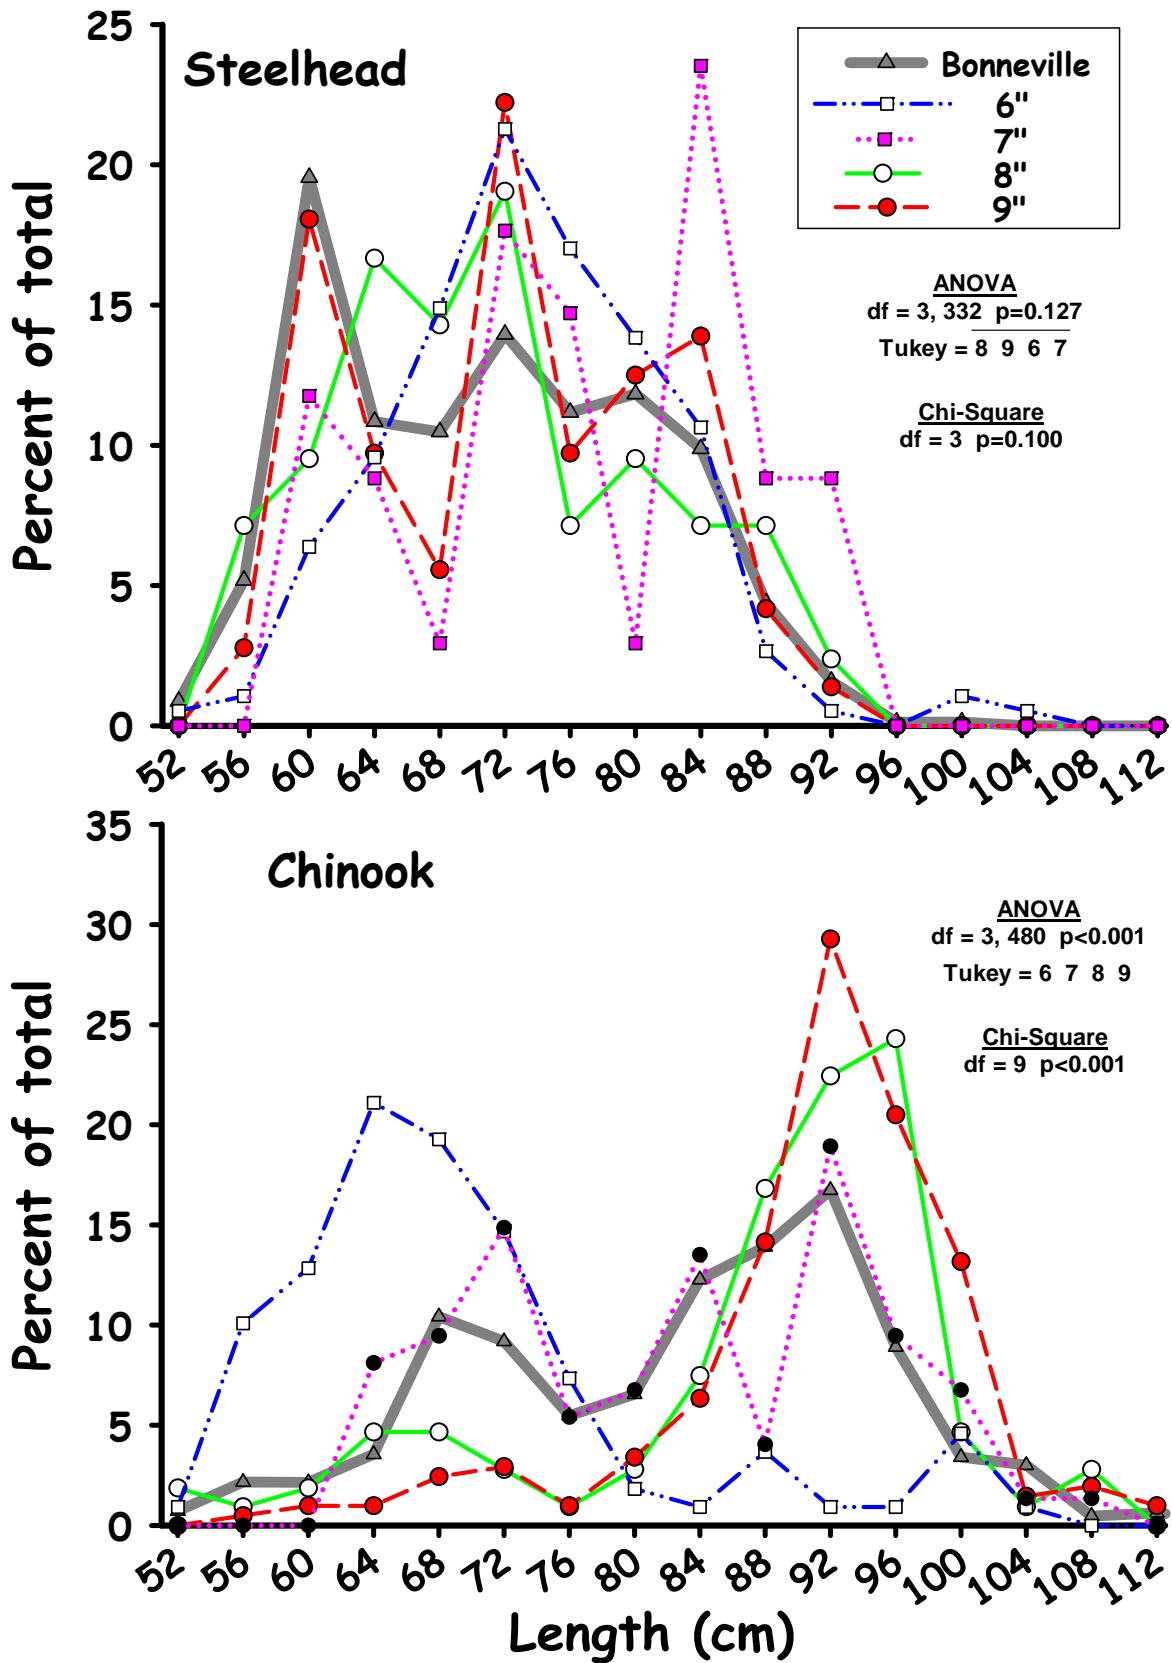 Steelhead
Percent of total
25
20
15
10
5
0
Bonneville
6"
7"
8"
9"
ANOVA
df = 3, 332 p=0.127
Tukey = 8 9 6 7
Chi-Square
df = 3 p=0.100
52 56 60 64 68 72 76 80 84 88 92 96 100 104 108 112
Chinook
Percent of total
35
30
25
20
15
10
5
0
ANOVA
df = 3, 480 p<0.001
Tukey = 6 7 8 9
Chi-Square
df = 9 p<0.001
52 56 60 64 68 72 76 80 84 88 92 96 100 104 108 112
Length (cm)